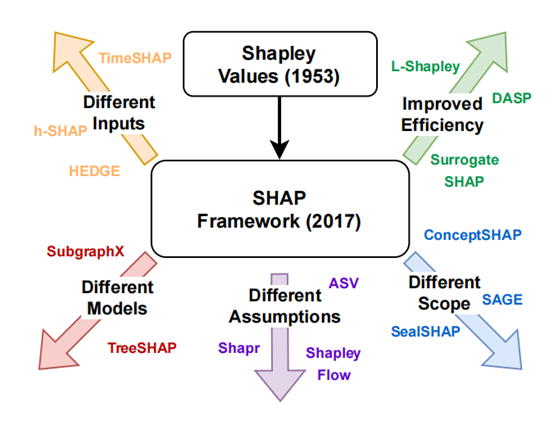 Shapley
Values (1953)
TimeSHAP
Different
Inputs
h-SHAP
HEDGE
L-Shapley
DASP
Improved
Efficiency
Surrogate
SHAP
SHAP
Framework (2017)
SubgraphX
Different
Models
TreeSHAP
ASV
Different
Assumptions
Shapr
Shapley
Flow
ConceptSHAP
Different
Scope
SAGE
SealSHAP